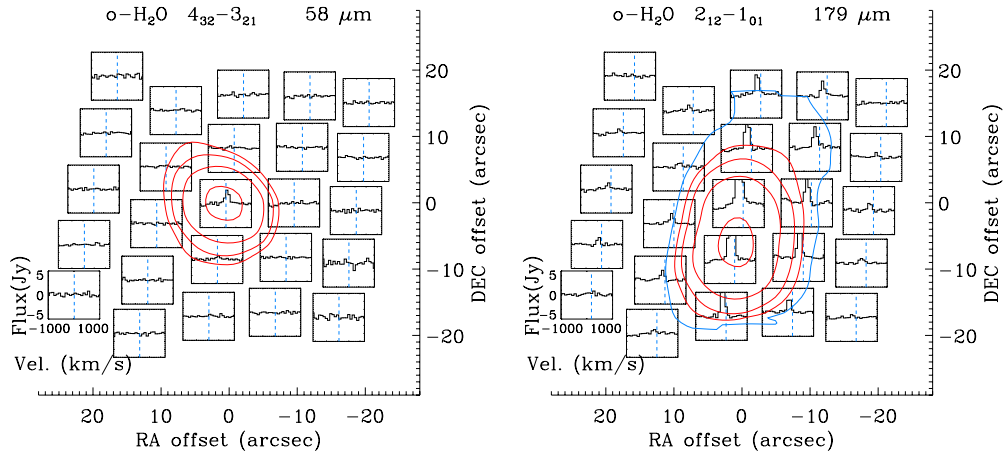 o-H₂O 4₃₂-3₂₁ 58 μm
20
10
0
-10
-20
DEC offset (arcsec)
Flux(Jy)
5
0
-5
-1000 1000
Vel. (km/s)
20 10 0 -10 -20
RA offset (arcsec)
o-H₂O 2₁₂-1₀₁ 179 μm
20
10
0
-10
-20
DEC offset (arcsec)
Flux(Jy)
5
0
-5
-1000 1000
Vel. (km/s)
20 10 0 -10 -20
RA offset (arcsec)